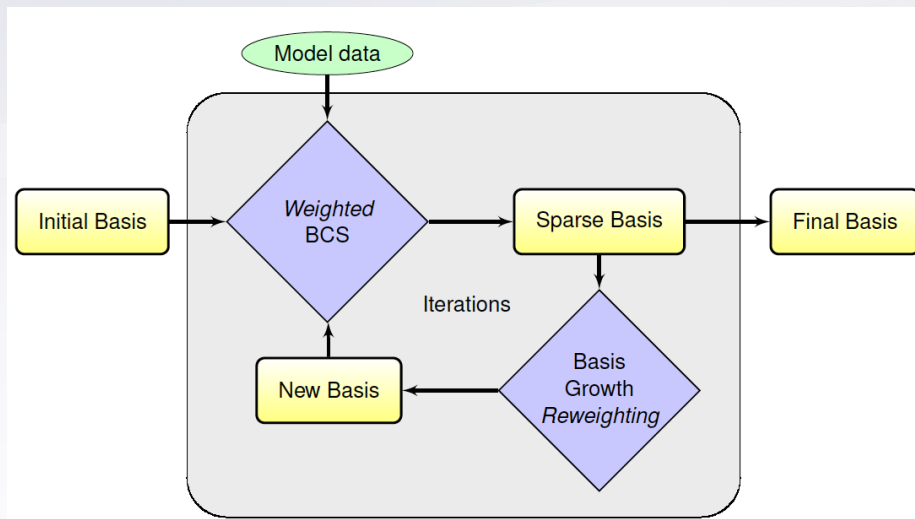 Model data
Initial Basis
Weighted
BCS
Sparse Basis
Final Basis
Iterations
New Basis
Basis
Growth
Reweighting